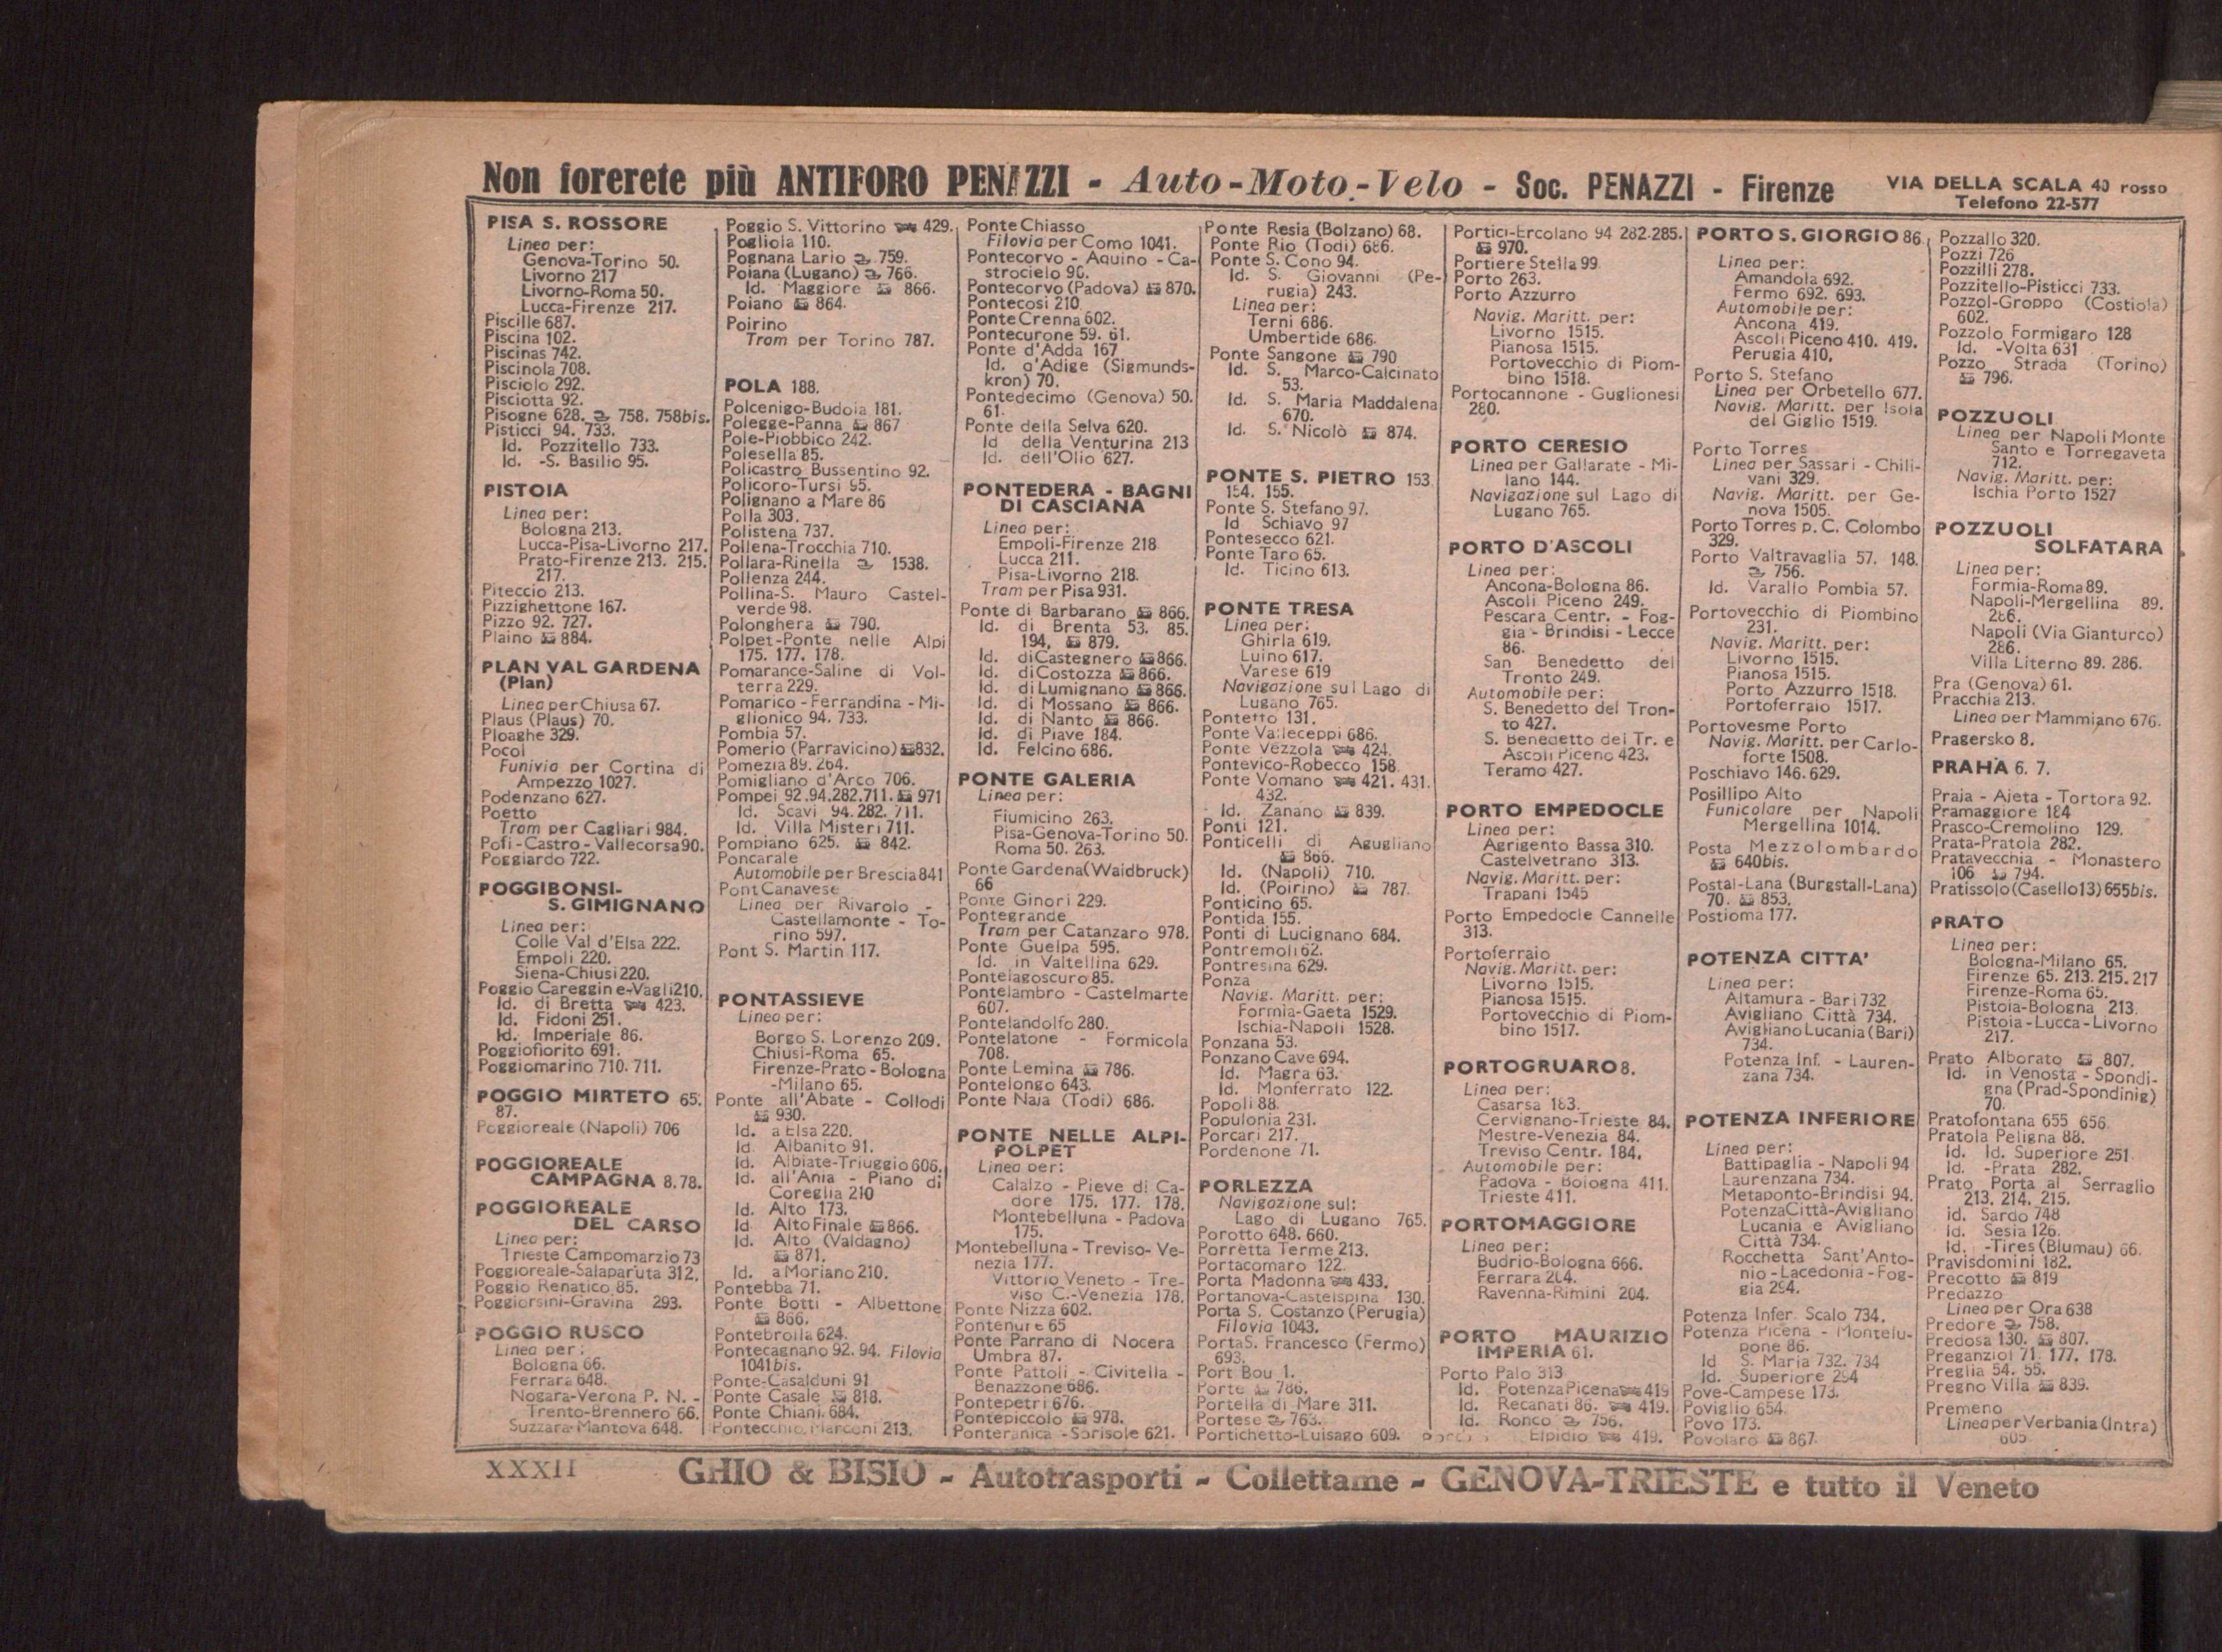 Non forerete più ANTIFORO PENAZZI - Auto-Moto-Velo - Soc. PENAZZI - Firenze VIA DELLA SCALA 40 rosso
Telefono 22-577
PISA S. ROSSORE
Linea per:
Genova-Torino 50.
Livorno 217
Livorno-Roma 50.
Lucca-Firenze 217.
Piscille 687.
Piscina 102.
Piscinas 742.
Piscinola 708.
Pisciolo 292.
Pisciotta 92.
Pisogne 628. 758. 758bis.
Pisticci 94. 733.
Id. Pozzitello 733.
Id. -S. Basilio 95.
PISTOIA
Linea per:
Bologna 213.
Lucca-Pisa-Livorno 217.
Prato-Firenze 213. 215.
217.
Piteccio 213.
Pizzighettone 167.
Pizzo 92. 727.
Plaino 884.
PLAN VAL GARDENA
(Plan)
Linea per Chiusa 67.
Plaus (Plaus) 70.
Ploaghe 329.
Pocol
Funivia per Cortina di
Ampezzo 1027.
Podenzano 627.
Poetto
Tram per Cagliari 984.
Pofi-Castro-Vallecorsa 90.
Poggiardo 722.
POGGIBONSI-
S. GIMIGNANO
Linea per:
Colle Val d'Elsa 222.
Empoli 220.
Siena-Chiusi 220.
Poggio Careggin e-Vagli 210.
Id. di Bretta 423.
Id. Fidoni 251.
Id. Imperiale 86.
Poggiofiorito 691.
Poggiomarino 710. 711.
POGGIO MIRTETO 65.
87.
Poggioreale (Napoli) 706
POGGIOREALE
CAMPAGNA 8.78.
POGGIOREALE
DEL CARSO
Linea per:
Trieste Campomarzio 73
Poggioreale-Salaparuta 312.
Poggio Renatico 85.
Poggiorsini-Gravina 293.
POGGIO RUSCO
Linea per:
Bologna 66.
Ferrara 648.
Nogara-Verona P. N. -
Trento-Brennero 66.
Suzzara-Mantova 648.
Poggio S. Vittorino 429.
Pogliola 110.
Pognana Lario 759.
Poiana (Lugano) 766.
Id. Maggiore 866.
Poiano 864.
Poirino
Tram per Torino 787.
POLA 188.
Polcenigo-Budoia 181.
Polegge-Panna 867
Pole-Piobbico 242.
Polesella 85.
Policastro Bussentino 92.
Policoro-Tursi 95.
Polignano a Mare 86
Polla 303.
Polistena 737.
Pollena-Trocchia 710.
Pollara-Rinella 1538.
Pollenza 244.
Pollina-S. Mauro Castel-
verde 98.
Polonghera 790.
Polpet-Ponte nelle Alpi
175. 177. 178.
Pomarance-Saline di Vol-
terra 229.
Pomarico-Ferrandina-Mi-
glionico 94. 733.
Pombia 57.
Pomerio (Parravicino) 832.
Pomezia 89. 264.
Pomigliano d'Arco 706.
Pompei 92.94.282.711. 971
Id. Scavi 94. 282. 711.
Id. Villa Misteri 711.
Pompiano 625. 842.
Poncarale
Automobile per Brescia 841
Pont Canavese
Linea per Rivarolo -
Castellamonte - To-
rino 597.
Pont S. Martin 117.
PONTASSIEVE
Linea per:
Borgo S. Lorenzo 209.
Chiusi-Roma 65.
Firenze-Prato-Bologna
-Milano 65.
Ponte all'Abate - Collodi
930.
Id. a Elsa 220.
Id. Albanito 91.
Id. Albiate-Triuggio 606.
Id. all'Ania - Piano di
Coreglia 210
Id. Alto 173.
Id. Alto Finale 866.
Id. Alto (Valdagno)
871.
Id. a Moriano 210.
Pontebba 71.
Ponte Botti - Albettone
866.
Pontebrolla 624.
Pontecagnano 92. 94. Filovia
1041bis.
Ponte-Casalduni 91
Ponte Casale 818.
Ponte Chiani. 684.
Pontecchio Marconi 213.
Ponte Chiasso
Filovia per Como 1041.
Pontecorvo - Aquino - Ca-
strocielo 90.
Pontecorvo (Padova) 870.
Pontecosi 210
Ponte Crenna 602.
Pontecurone 59. 61.
Ponte d'Adda 167
Id. d'Adige (Sigmunds-
kron) 70.
Pontedecimo (Genova) 50.
61.
Ponte della Selva 620.
Id della Venturina 213
Id. dell'Olio 627.
PONTEDERA - BAGNI
DI CASCIANA
Linea per:
Empoli-Firenze 218
Lucca 211.
Pisa-Livorno 218.
Tram per Pisa 931.
Ponte di Barbarano 866.
Id. di Brenta 53. 85.
194. 879.
Id. di Castegnero 866.
Id. di Costozza 866.
Id. di Lumignano 866.
Id. di Mossano 866.
Id. di Nanto 866.
Id. di Piave 184.
Id. Felcino 686.
PONTE GALERIA
Linea per:
Fiumicino 263.
Pisa-Genova-Torino 50.
Roma 50. 263.
Ponte Gardena (Waidbruck)
66
Ponte Ginori 229.
Pontegrande
Tram per Catanzaro 978.
Ponte Guelpa 595.
Id. in Valtellina 629.
Pontelagoscuro 85.
Pontelambro - Castelmarte
607.
Pontelandolfo 280.
Pontelatone - Formicola
708.
Ponte Lemina 786.
Pontelongo 643.
Ponte Naia (Todi) 686.
PONTE NELLE ALPI-
POLPET
Linea per:
Calalzo - Pieve di Ca-
dore 175. 177. 178.
Montebelluna - Padova
175.
Montebelluna - Treviso - Ve-
nezia 177.
Vittorio Veneto - Tre-
viso C.-Venezia 178.
Ponte Nizza 602.
Pontenure 65
Ponte Parrano di Nocera
Umbra 87.
Ponte Pattoli - Civitella -
Benazzone 686.
Pontepetri 676.
Pontepiccolo 978.
Ponteranica - Sorisole 621.
Ponte Resia (Bolzano) 68.
Ponte Rio (Todi) 686.
Ponte S. Cono 94.
Id. S. Giovanni (Pe-
rugia) 243.
Linea per:
Terni 686.
Umbertide 686.
Ponte Sangone 790
Id. S. Marco-Calcinato
53.
Id. S. Maria Maddalena
670.
Id. S. Nicolò 874.
PONTE S. PIETRO 153
154. 155.
Ponte S. Stefano 97.
Id Schiavo 97
Pontesecco 621.
Ponte Taro 65.
Id. Ticino 613.
PONTE TRESA
Linea per:
Ghirla 619.
Luino 617.
Varese 619
Navigazione sul Lago di
Lugano 765.
Pontetto 131.
Ponte Valleceppi 686.
Ponte Vezzola 424.
Pontevico-Robecco 158.
Ponte Vomano 421. 431.
432.
Id. Zanano 839.
Ponti 121.
Ponticelli di Agugliano
866.
Id. (Napoli) 710.
Id. (Poirino) 787.
Ponticino 65.
Pontida 155.
Ponti di Lucignano 684.
Pontremoli 62.
Pontresina 629.
Ponza
Navig. Maritt. per:
Formia-Gaeta 1529.
Ischia-Napoli 1528.
Ponzana 53.
Ponzano Cave 694.
Id. Magra 63.
Id. Monferrato 122.
Popoli 88.
Populonia 231.
Porcari 217.
Pordenone 71.
PORLEZZA
Navigazione sul:
Lago di Lugano 765.
Porotto 648. 660.
Porretta Terme 213.
Portacomaro 122.
Porta Madonna 433.
Portanova-Castelspina 130.
Porta S. Costanzo (Perugia)
Filovia 1043.
Porta S. Francesco (Fermo)
693.
Port Bou 1.
Porte 786.
Portella di Mare 311.
Portese 763.
Portichetto-Luisago 609.
Portici-Ercolano 94 282.285.
970.
Portiere Stella 99.
Porto 263.
Porto Azzurro
Navig. Maritt. per:
Livorno 1515.
Pianosa 1515.
Portovecchio di Piom-
bino 1518.
Portocannone - Guglionesi
280.
PORTO CERESIO
Linea per Gallarate - Mi-
lano 144.
Navigazione sul Lago di
Lugano 765.
PORTO D'ASCOLI
Linea per:
Ancona-Bologna 86.
Ascoli Piceno 249.
Pescara Centr. - Fog-
gia - Brindisi - Lecce
86.
San Benedetto del
Tronto 249.
Automobile per:
S. Benedetto del Tron-
to 427.
S. Benedetto del Tr. e
Ascoli Piceno 423.
Teramo 427.
PORTO EMPEDOCLE
Linea per:
Agrigento Bassa 310.
Castelvetrano 313.
Navig. Maritt. per:
Trapani 1545
Porto Empedocle Cannelle
313.
Portoferraio
Navig. Maritt. per:
Livorno 1515.
Pianosa 1515.
Portovecchio di Piom-
bino 1517.
PORTOGRUARO 8.
Linea per:
Casarsa 183.
Cervignano-Trieste 84.
Mestre-Venezia 84.
Treviso Centr. 184.
Automobile per:
Padova - Bologna 411.
Trieste 411.
PORTOMAGGIORE
Linea per:
Budrio-Bologna 666.
Ferrara 204.
Ravenna-Rimini 204.
PORTO MAURIZIO
IMPERIA 61.
Porto Palo 313
Id. Potenza Picena 419
Id. Recanati 86. 419.
Id. Ronco 756.
Elpidio 419.
PORTO S. GIORGIO 86.
Linea per:
Amandola 692.
Fermo 692. 693.
Automobile per:
Ancona 419.
Ascoli Piceno 410. 419.
Perugia 410.
Porto S. Stefano
Linea per Orbetello 677.
Navig. Maritt. per Isola
del Giglio 1519.
Porto Torres
Linea per Sassari - Chili-
vani 329.
Navig. Maritt. per Ge-
nova 1505.
Porto Torres p. C. Colombo
329.
Porto Valtravaglia 57. 148.
756.
Id. Varallo Pombia 57.
Portovecchio di Piombino
231.
Navig. Maritt. per:
Livorno 1515.
Pianosa 1515.
Porto Azzurro 1518.
Portoferraio 1517.
Portovesme Porto
Navig. Maritt. per Carlo-
forte 1508.
Poschiavo 146. 629.
Posillipo Alto
Funicolare per Napoli
Mergellina 1014.
Posta Mezzolombardo
640bis.
Postal-Lana (Burgstall-Lana)
70. 853.
Postioma 177.
POTENZA CITTA'
Linea per:
Altamura - Bari 732
Avigliano Città 734.
Avigliano Lucania (Bari)
734.
Potenza Inf. - Lauren-
zana 734.
POTENZA INFERIORE
Linea per:
Battipaglia - Napoli 94
Laurenzana 734.
Metaponto-Brindisi 94.
Potenza Città-Avigliano
Lucania e Avigliano
Città 734.
Rocchetta Sant'Anto-
nio - Lacedonia - Fog-
gia 294.
Potenza Infer. Scalo 734.
Potenza Picena - Montelu-
pone 86.
Id S. Maria 732. 734
Id. Superiore 294
Pove-Campese 173.
Poviglio 654.
Povo 173.
Povolaro 867
Pozzallo 320.
Pozzi 726
Pozzilli 278.
Pozzitello-Pisticci 733.
Pozzol-Groppo (Costiola)
602.
Pozzolo Formigaro 128
Id. -Volta 631
Pozzo Strada (Torino)
796.
POZZUOLI
Linea per Napoli Monte
Santo e Torregaveta
712.
Navig. Maritt. per:
Ischia Porto 1527
POZZUOLI
SOLFATARA
Linea per:
Formia-Roma 89.
Napoli-Mergellina 89.
286.
Napoli (Via Gianturco)
286.
Villa Literno 89. 286.
Pra (Genova) 61.
Pracchia 213.
Linea per Mammiano 676.
Pragersko 8.
PRAHA 6. 7.
Praia - Aieta - Tortora 92.
Pramaggiore 184
Prasco-Cremolino 129.
Prata-Pratola 282.
Pratavecchia - Monastero
106 794.
Pratissolo (Casello 13) 655bis.
PRATO
Linea per:
Bologna-Milano 65.
Firenze 65. 213. 215. 217
Firenze-Roma 65.
Pistoia-Bologna 213.
Pistoia-Lucca-Livorno
217.
Prato Alborato 807.
Id. in Venosta - Spondi-
gna (Prad-Spondinig)
70.
Pratofontana 655 656
Pratola Peligna 88.
Id. Id. Superiore 251
Id. -Prata 282.
Prato Porta al Serraglio
213. 214. 215.
id. Sardo 748
Id. Sesia 126.
Id. -Tires (Blumau) 66.
Pravisdomini 182.
Precotto 819
Predazzo
Linea per Ora 638
Predore 758.
Predosa 130. 807.
Preganziol 71. 177. 178.
Preglia 54. 55.
Pregno Villa 839.
Premeno
Linea per Verbania (Intra)
605
XXXII GHIO & BISIO - Autotrasporti - Collettame - GENOVA-TRIESTE e tutto il Veneto